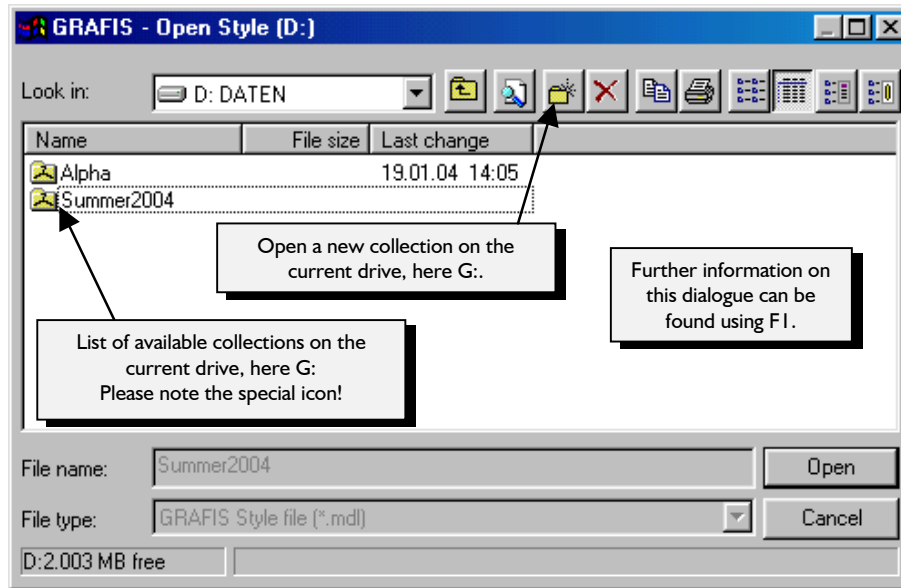 GRAFIS - Open Style (D:)
Look in:
D: DATEN
Name File size Last change
Alpha 19.01.04 14:05
Summer2004
Open a new collection on the
current drive, here G:.
Further information on
this dialogue can be
found using F1.
List of available collections on the
current drive, here G:
Please note the special icon!
File name: Summer2004 Open
File type: GRAFIS Style file (*.mdl) Cancel
D:2.003 MB free